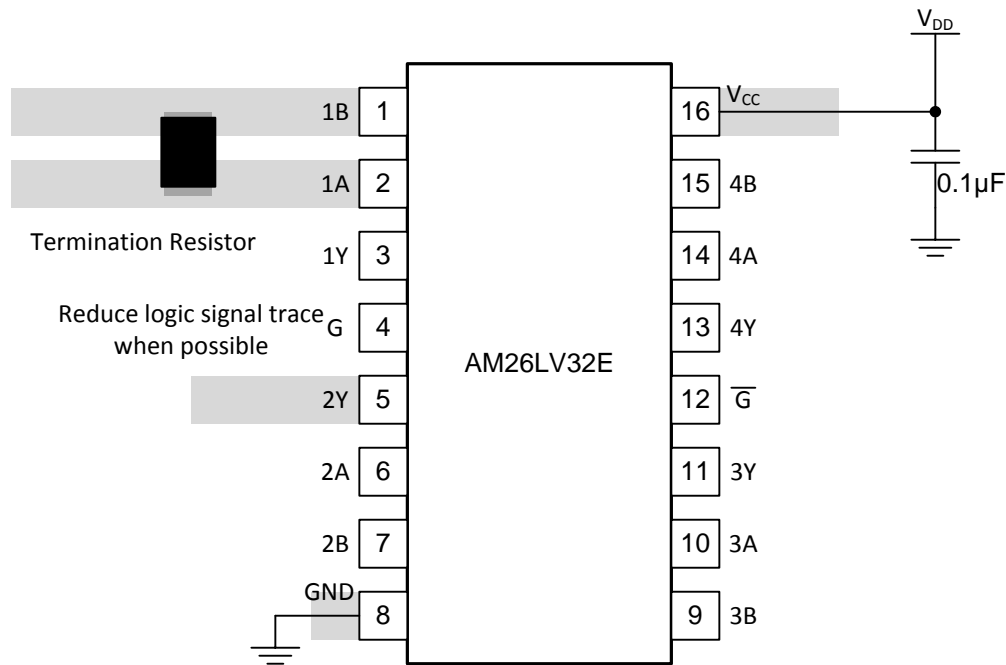 V_DD
1B 1
16 V_CC
1A 2
15 4B
0.1µF
Termination Resistor
1Y 3
14 4A
Reduce logic signal trace
when possible
G 4
13 4Y
AM26LV32E
2Y 5
12 G̅
2A 6
11 3Y
2B 7
10 3A
GND 8
9 3B